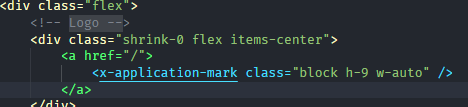 <div class="flex">
<!-- Logo -->
<div class="shrink-0 flex items-center">
<a href="/">
<x-application-mark class="block h-9 w-auto" />
</a>
</div>